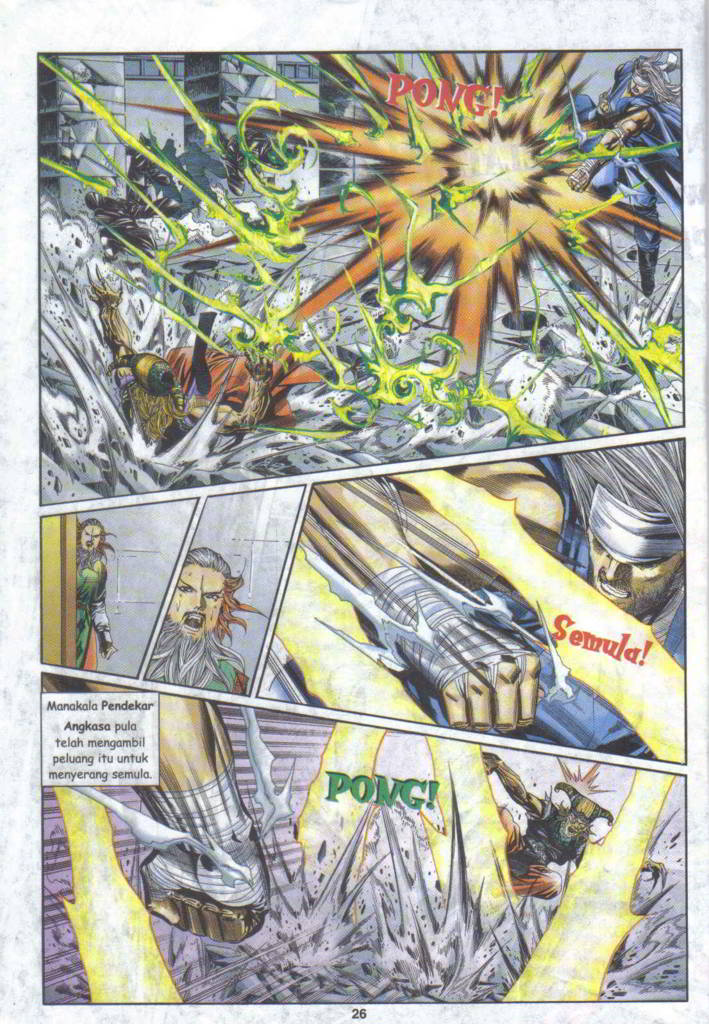 PONG!
Semula!
Manakala Pendekar
Angkasa pula
telah mengambil
peluang itu untuk
menyerang semula.
PONG!
26